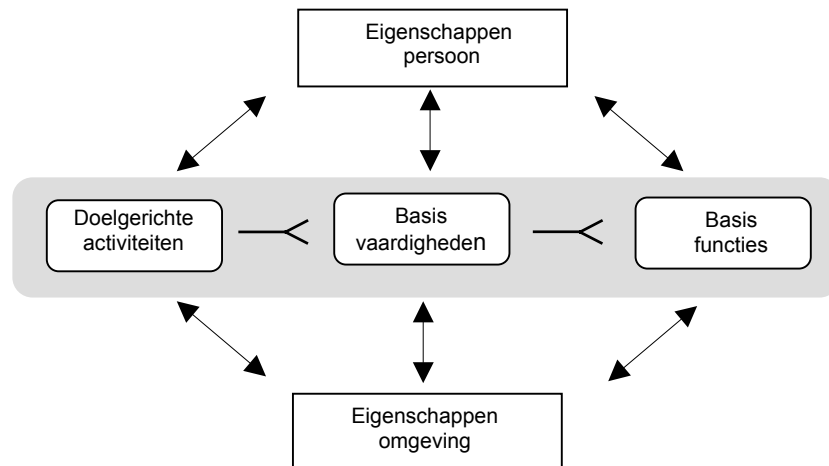 Eigenschappen
persoon
Doelgerichte
activiteiten
Basis
vaardigheden
Basis
functies
Eigenschappen
omgeving